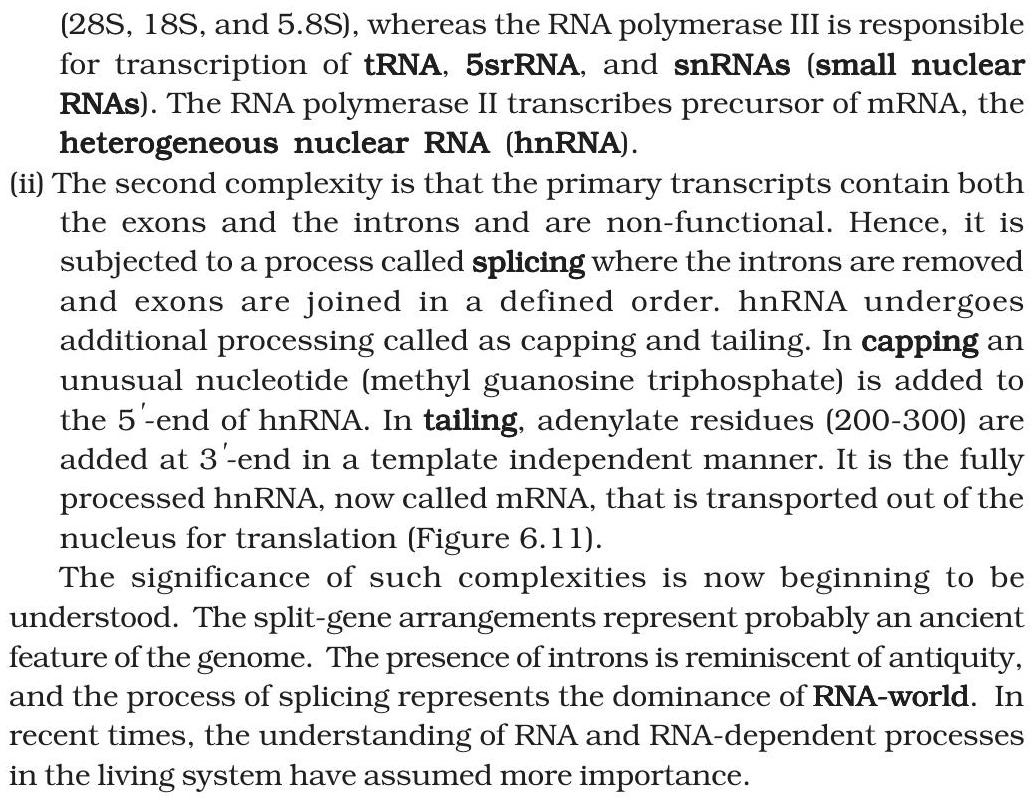 (28S, 18S, and 5.8S), whereas the RNA polymerase III is responsible
for transcription of tRNA, 5srRNA, and snRNAs (small nuclear
RNAs). The RNA polymerase II transcribes precursor of mRNA, the
heterogeneous nuclear RNA (hnRNA).
(ii) The second complexity is that the primary transcripts contain both
the exons and the introns and are non-functional. Hence, it is
subjected to a process called splicing where the introns are removed
and exons are joined in a defined order. hnRNA undergoes
additional processing called as capping and tailing. In capping an
unusual nucleotide (methyl guanosine triphosphate) is added to
the 5'-end of hnRNA. In tailing, adenylate residues (200-300) are
added at 3'-end in a template independent manner. It is the fully
processed hnRNA, now called mRNA, that is transported out of the
nucleus for translation (Figure 6.11).
The significance of such complexities is now beginning to be
understood. The split-gene arrangements represent probably an ancient
feature of the genome. The presence of introns is reminiscent of antiquity,
and the process of splicing represents the dominance of RNA-world. In
recent times, the understanding of RNA and RNA-dependent processes
in the living system have assumed more importance.